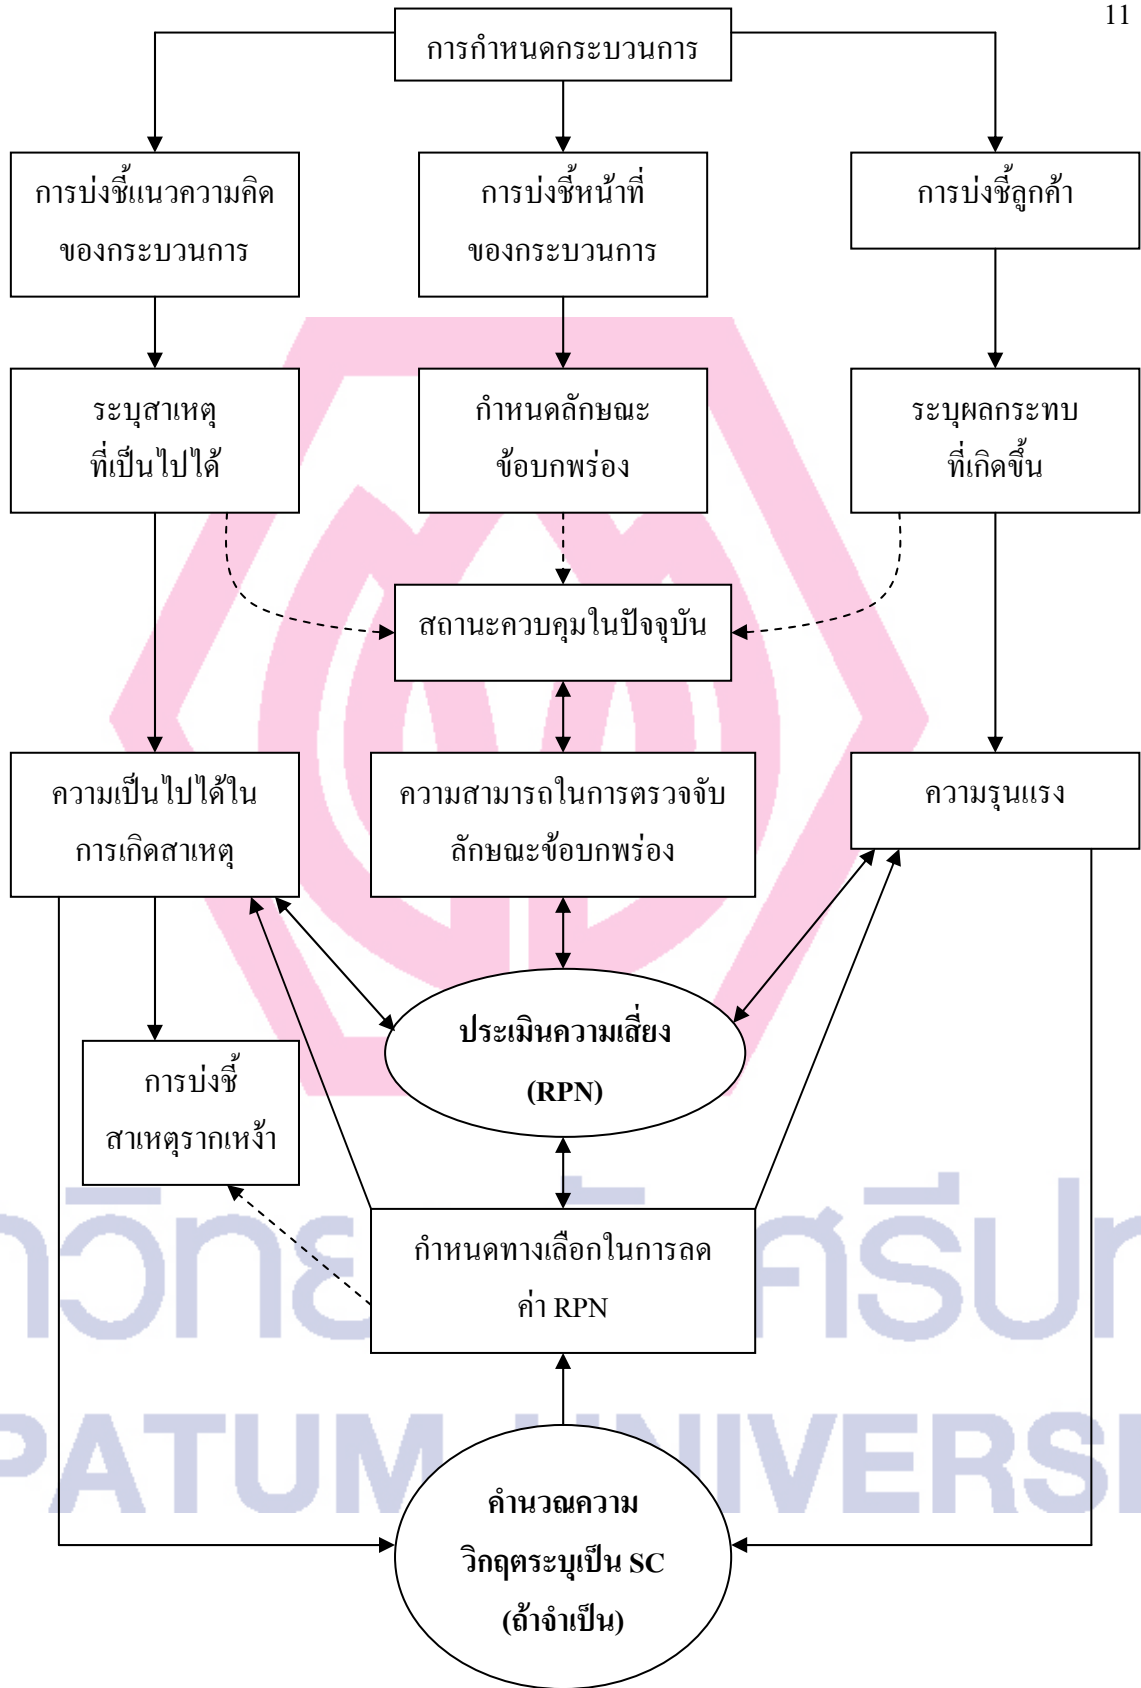 11
การกำหนดกระบวนการ
การบ่งชี้แนวความคิด
ของกระบวนการ
การบ่งชี้หน้าที่
ของกระบวนการ
การบ่งชี้ลูกค้า
ระบุสาเหตุ
ที่เป็นไปได้
กำหนดลักษณะ
ข้อบกพร่อง
ระบุผลกระทบ
ที่เกิดขึ้น
สถานะควบคุมในปัจจุบัน
ความเป็นไปได้ใน
การเกิดสาเหตุ
ความสามารถในการตรวจจับ
ลักษณะข้อบกพร่อง
ความรุนแรง
ประเมินความเสี่ยง
(RPN)
การบ่งชี้
สาเหตุรากเหง้า
กำหนดทางเลือกในการลด
ค่า RPN
PATUM UNIVERSI
คำนวณความ
วิกฤตระบุเป็น SC
(ถ้าจำเป็น)